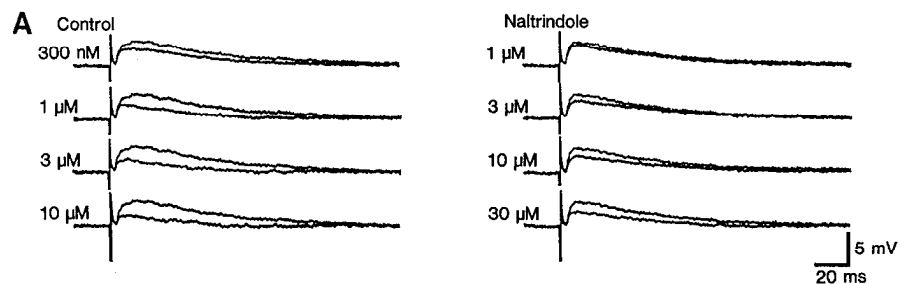 A
Control
300 nM
1 µM
3 µM
10 µM
Naltrindole
1 µM
3 µM
10 µM
30 µM
5 mV
20 ms